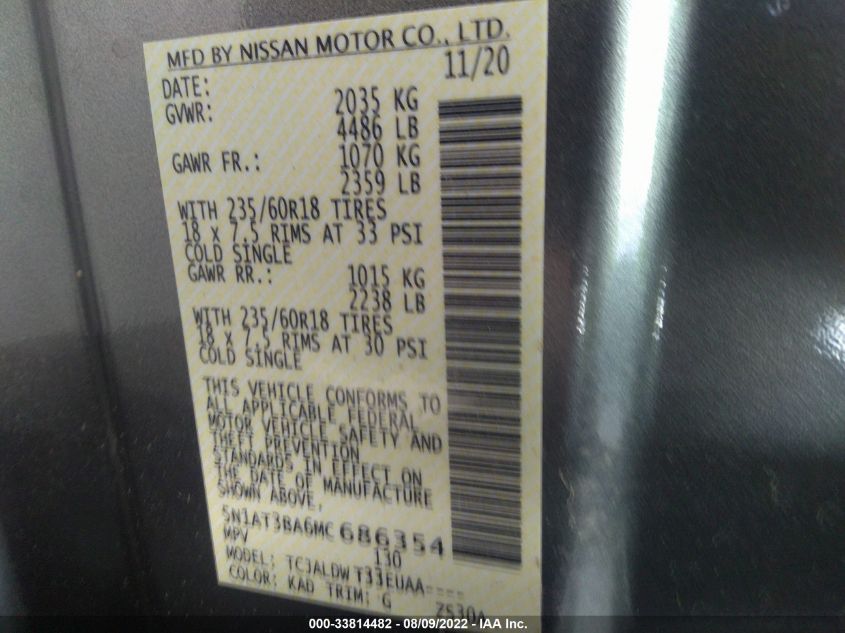 MFD BY NISSAN MOTOR CO., LTD.
DATE: 11/20
GVWR: 2035 KG
4486 LB
GAWR FR.: 1070 KG
2359 LB
WITH 235/60R18 TIRES
18 x 7.5 RIMS AT 33 PSI
COLD SINGLE
GAWR RR.: 1015 KG
2238 LB
WITH 235/60R18 TIRES
18 x 7.5 RIMS AT 30 PSI
COLD SINGLE
THIS VEHICLE CONFORMS TO
ALL APPLICABLE FEDERAL
MOTOR VEHICLE SAFETY AND
THEFT PREVENTION
STANDARDS IN EFFECT ON
THE DATE OF MANUFACTURE
SHOWN ABOVE,
5N1AT3BA6MC 686354
MPV 130
MODEL: TC3ALDW T33EUAA----
COLOR: KAD TRIM: G
000-33814482 - 08/09/2022 - IAA Inc.